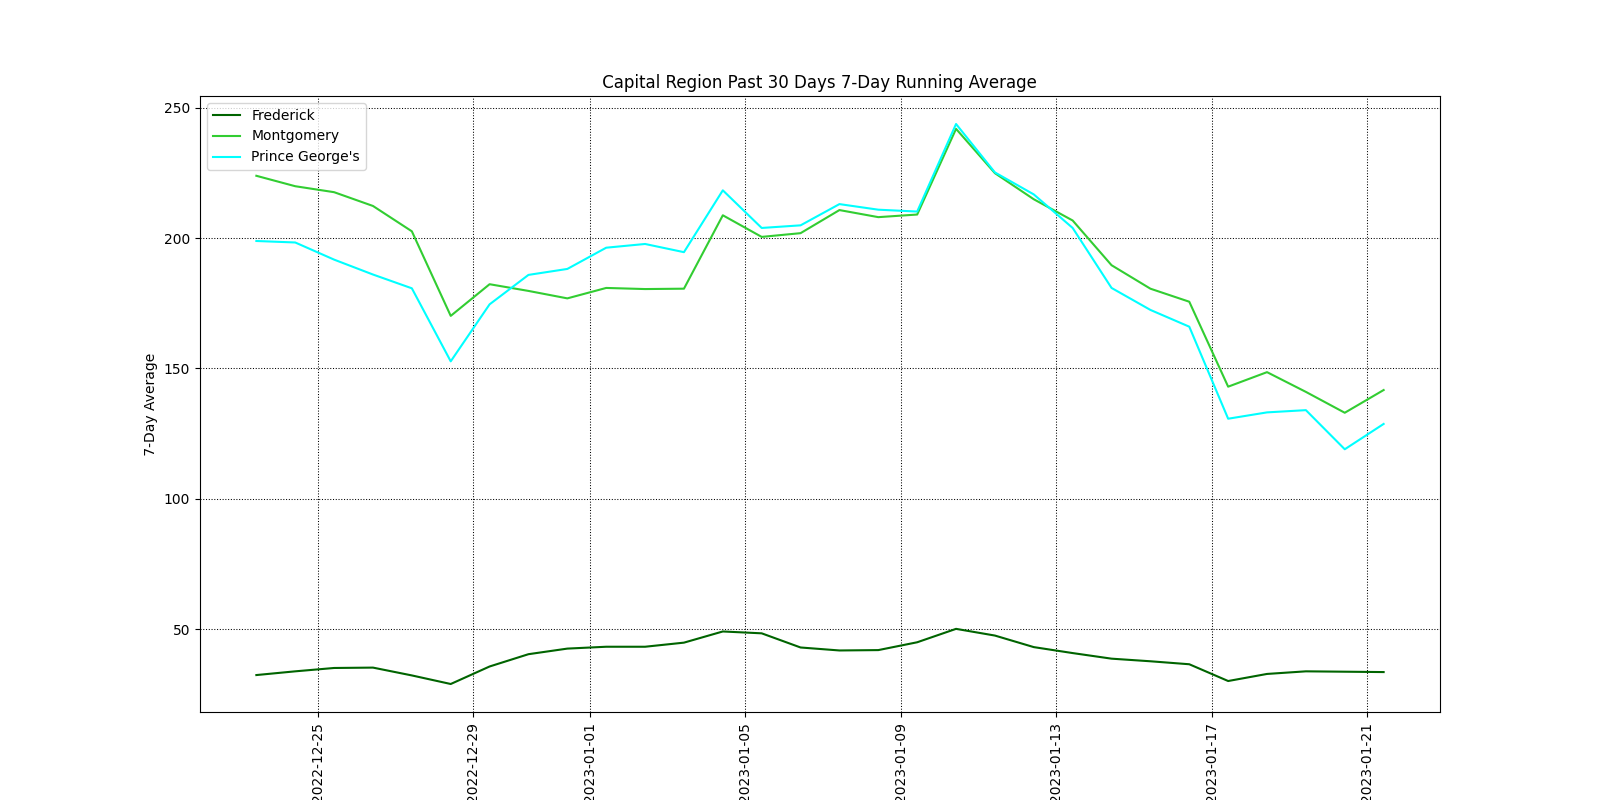 Capital Region Past 30 Days 7-Day Running Average
Frederick
Montgomery
Prince George's
7-Day Average
250
200
150
100
50
2022-12-25
2022-12-29
2023-01-01
2023-01-05
2023-01-09
2023-01-13
2023-01-17
2023-01-21